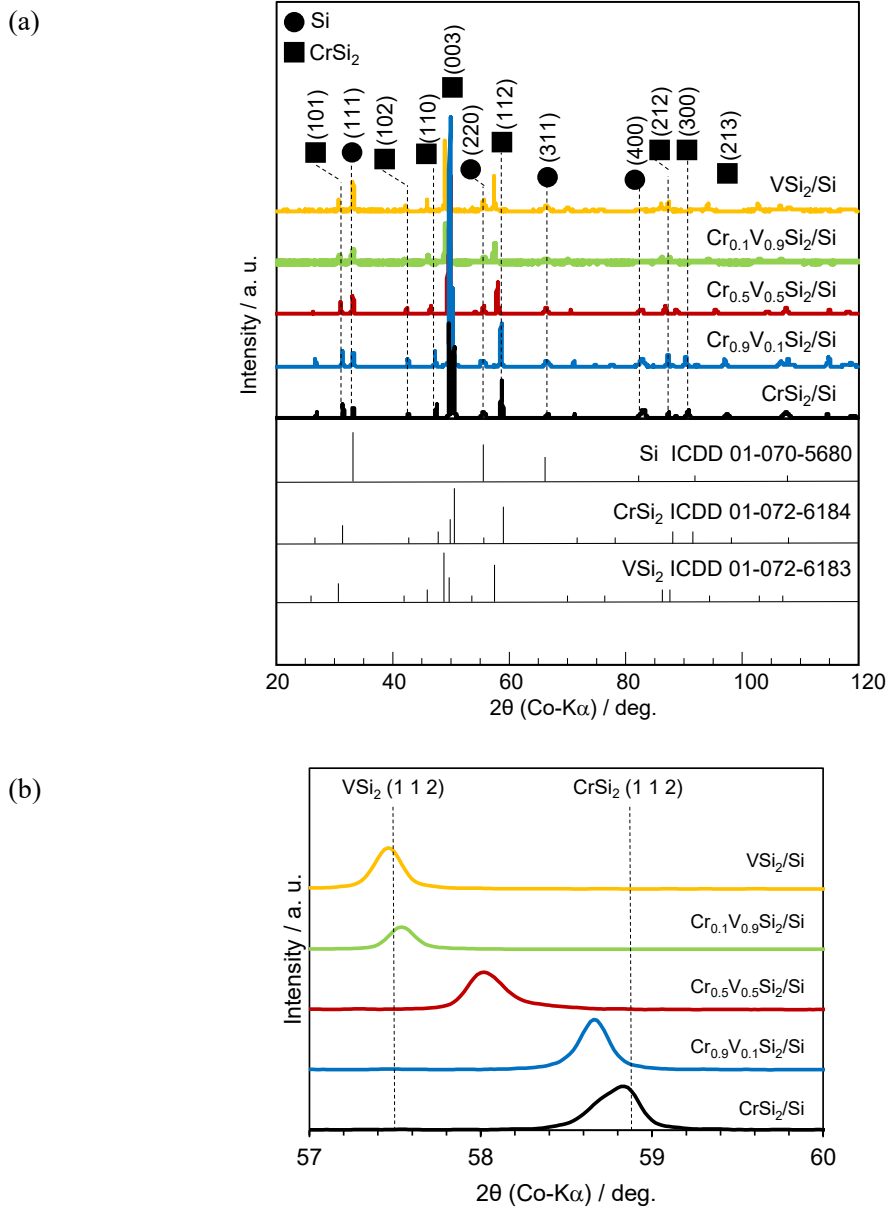 (a)
Si
CrSi₂
(101)
(111)
(102)
(110)
(003)
(220)
(112)
(311)
(400)
(212)
(300)
(213)
VSi₂/Si
Cr₀.₁V₀.₉Si₂/Si
Cr₀.₅V₀.₅Si₂/Si
Cr₀.₉V₀.₁Si₂/Si
CrSi₂/Si
Intensity / a. u.
Si ICDD 01-070-5680
CrSi₂ ICDD 01-072-6184
VSi₂ ICDD 01-072-6183
20 40 60 80 100 120
2θ (Co-Kα) / deg.
(b)
VSi₂ (1 1 2) CrSi₂ (1 1 2)
VSi₂/Si
Cr₀.₁V₀.₉Si₂/Si
Cr₀.₅V₀.₅Si₂/Si
Cr₀.₉V₀.₁Si₂/Si
CrSi₂/Si
Intensity / a. u.
57 58 59 60
2θ (Co-Kα) / deg.